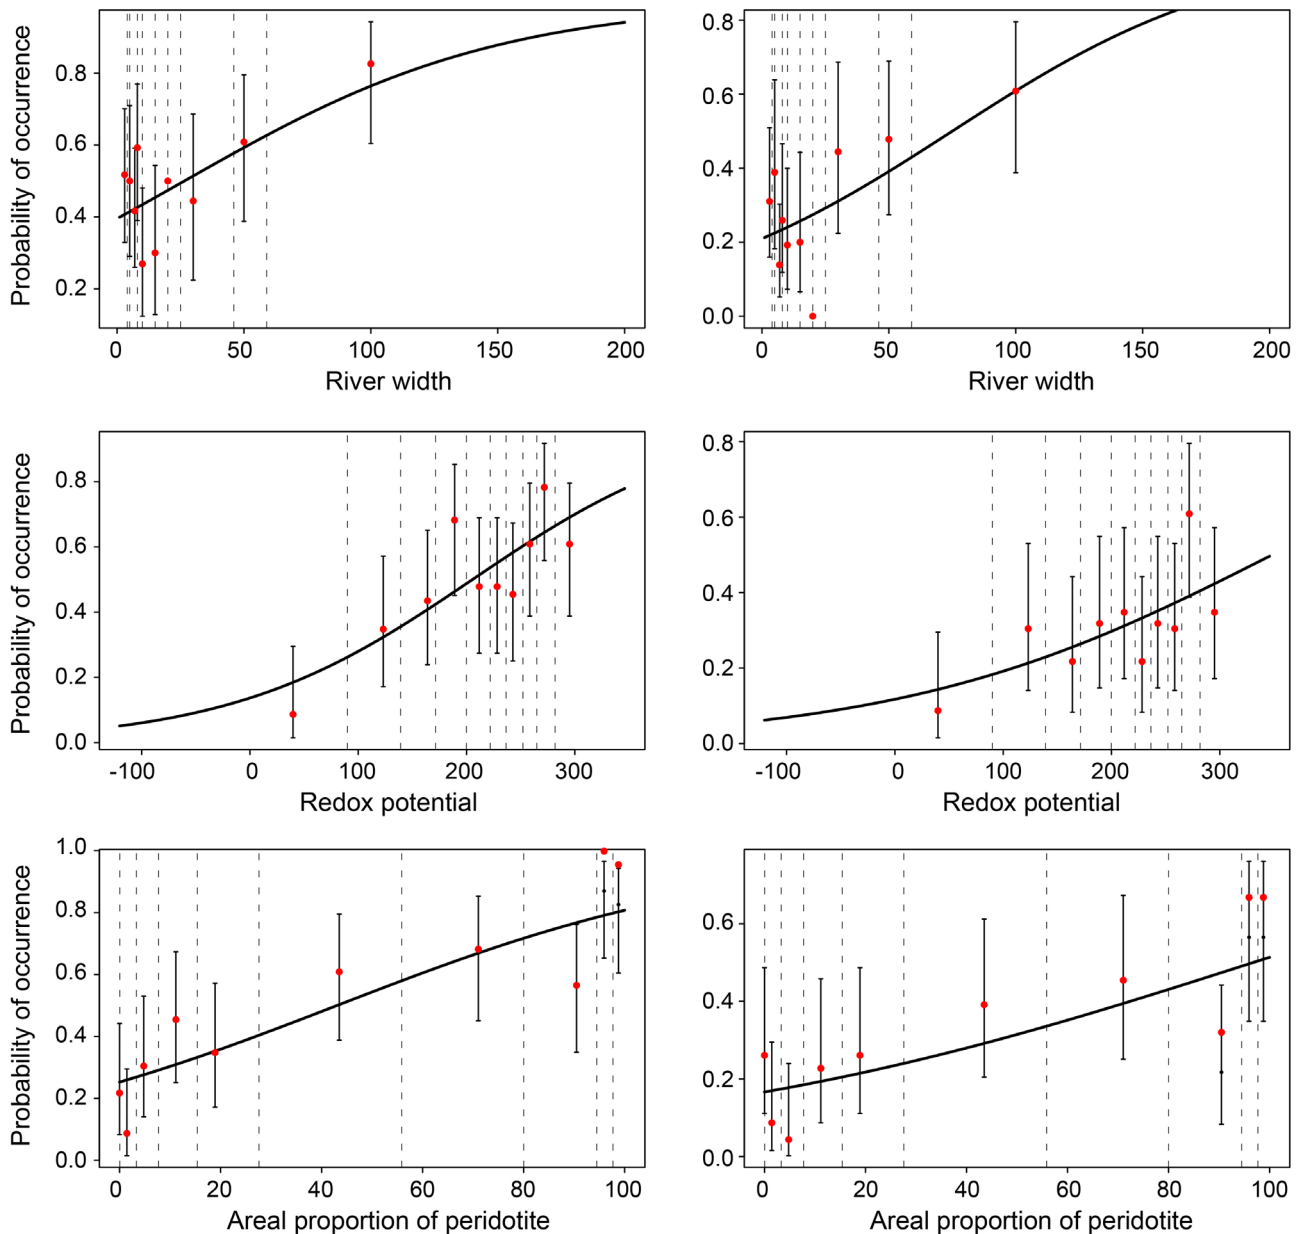 Probability of occurrence
0.8
0.6
0.4
0.2
0 50 100 150 200
River width
0.8
0.6
0.4
0.2
0.0
0 50 100 150 200
River width
Probability of occurrence
0.8
0.6
0.4
0.2
0.0
-100 0 100 200 300
Redox potential
0.8
0.6
0.4
0.2
0.0
-100 0 100 200 300
Redox potential
Probability of occurrence
1.0
0.8
0.6
0.4
0.2
0.0
0 20 40 60 80 100
Areal proportion of peridotite
0.6
0.4
0.2
0.0
0 20 40 60 80 100
Areal proportion of peridotite